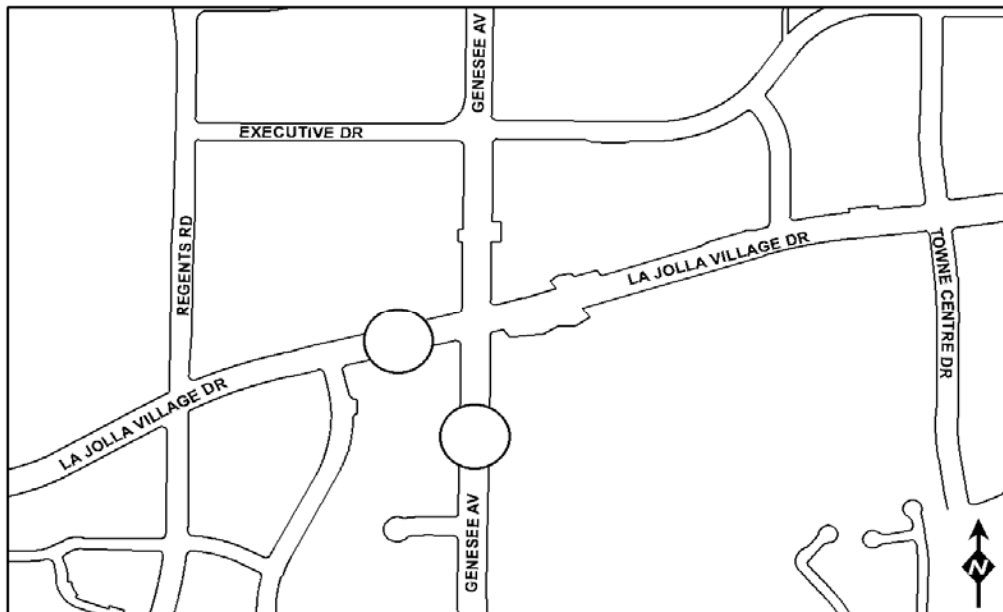 GENESEE AV
EXECUTIVE DR
REGENTS RD
LA JOLLA VILLAGE DR
TOWNE CENTRE DR
LA JOLLA VILLAGE DR
GENESEE AV
N